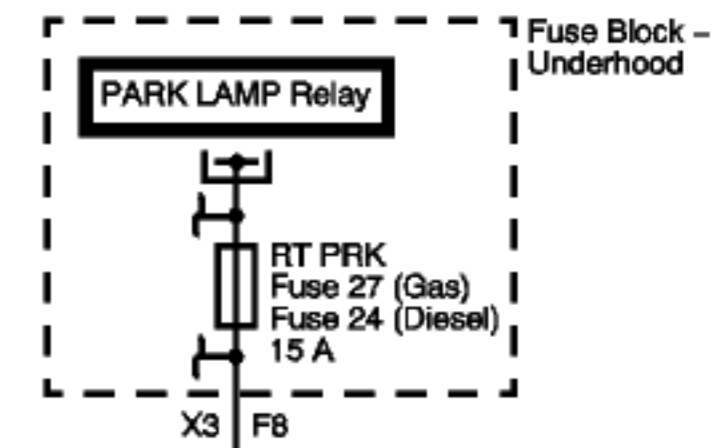 Fuse Block –
Underhood
PARK LAMP Relay
RT PRK
Fuse 27 (Gas)
Fuse 24 (Diesel)
15 A
X3 F8